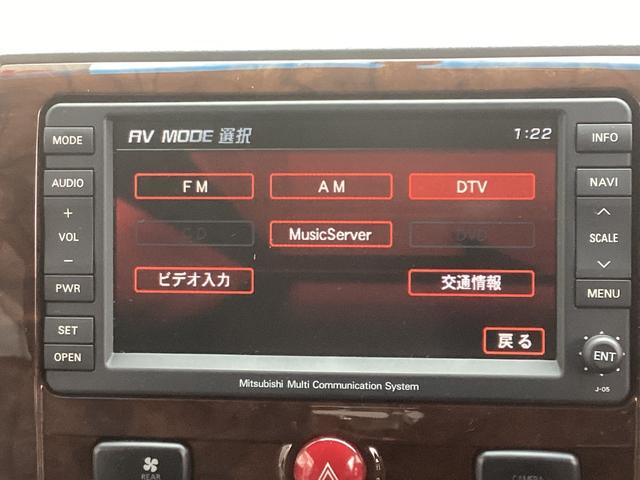 AV MODE 選択
1:22
FM AM DTV
CD MusicServer DVD
ビデオ入力 交通情報
戻る
MODE
AUDIO
+
VOL
−
PWR
SET
OPEN
INFO
NAVI
SCALE
MENU
ENT
J-05
Mitsubishi Multi Communication System
REAR
CAMERA